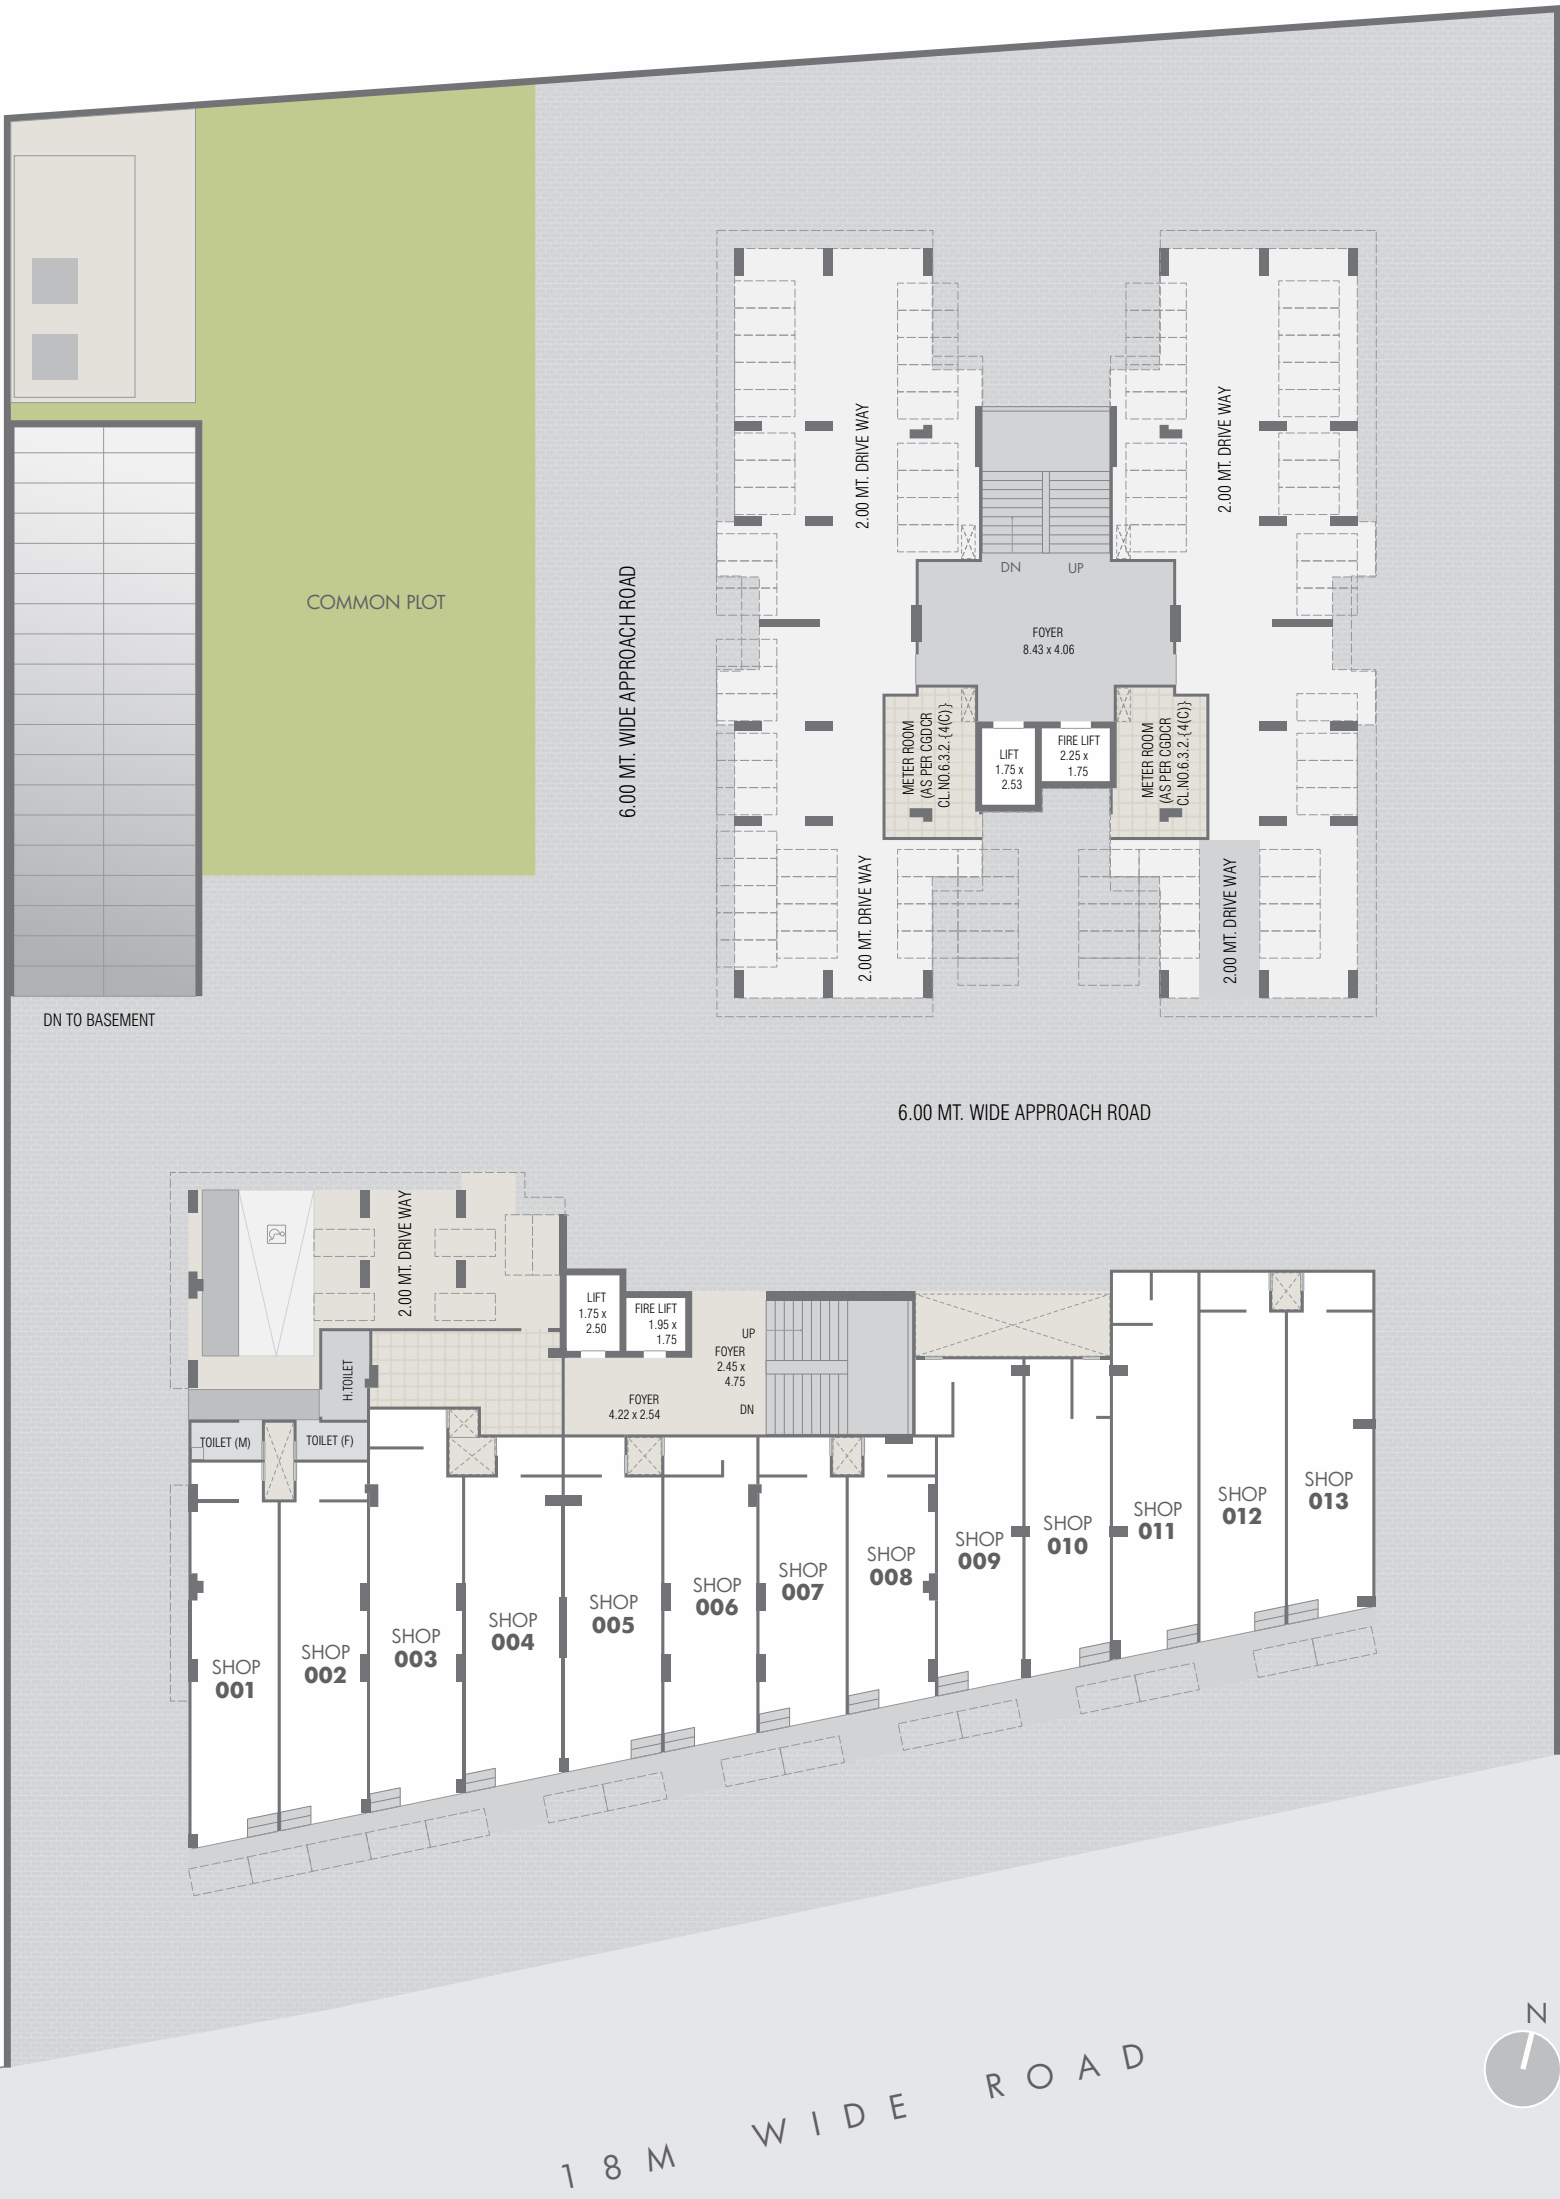 COMMON PLOT
DN TO BASEMENT
6.00 MT. WIDE APPROACH ROAD
2.00 MT. DRIVE WAY
2.00 MT. DRIVE WAY
DN
UP
FOYER
8.43 x 4.06
METER ROOM
(AS PER CGDCR
CL.NO.6.3.2.{4(C)}
LIFT
1.75 x
2.53
FIRE LIFT
2.25 x
1.75
METER ROOM
(AS PER CGDCR
CL.NO.6.3.2.{4(C)}
2.00 MT. DRIVE WAY
2.00 MT. DRIVE WAY
6.00 MT. WIDE APPROACH ROAD
2.00 MT. DRIVE WAY
LIFT
1.75 x
2.50
FIRE LIFT
1.95 x
1.75
UP
FOYER
2.45 x
4.75
DN
FOYER
4.22 x 2.54
H.TOILET
TOILET (M)
TOILET (F)
SHOP
001
SHOP
002
SHOP
003
SHOP
004
SHOP
005
SHOP
006
SHOP
007
SHOP
008
SHOP
009
SHOP
010
SHOP
011
SHOP
012
SHOP
013
N
18M WIDE ROAD